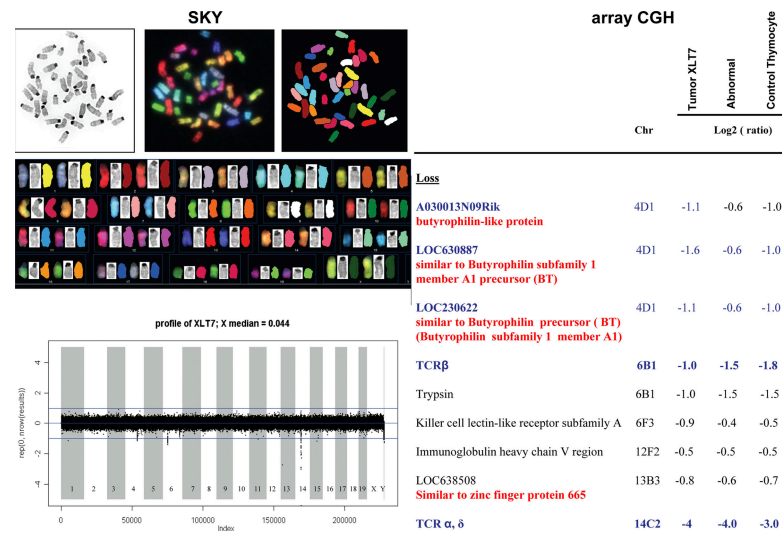 SKY
array CGH
Tumor XLT7
Abnormal
Control Thymocyte
Chr
Log2 ( ratio)
Loss
A030013N09Rik 4D1 -1.1 -0.6 -1.0
butyrophilin-like protein
LOC630887 4D1 -1.6 -0.6 -1.0
similar to Butyrophilin subfamily 1
member A1 precursor (BT)
LOC230622 4D1 -1.1 -0.6 -1.0
similar to Butyrophilin precursor ( BT)
(Butyrophilin subfamily 1 member A1)
TCRβ 6B1 -1.0 -1.5 -1.8
Trypsin 6B1 -1.0 -1.5 -1.5
Killer cell lectin-like receptor subfamily A 6F3 -0.9 -0.4 -0.5
Immunoglobulin heavy chain V region 12F2 -0.5 -0.5 -0.5
LOC638508 13B3 -0.8 -0.6 -0.7
Similar to zinc finger protein 665
TCR α, δ 14C2 -4 -4.0 -3.0
profile of XLT7; X median = 0.044
rep(0, nrow(results))
4
2
0
-2
-4
1 2 3 4 5 6 7 8 9 10 11 12 13 14 15 16 17 18 19 X Y
0 50000 100000 150000 200000
Index